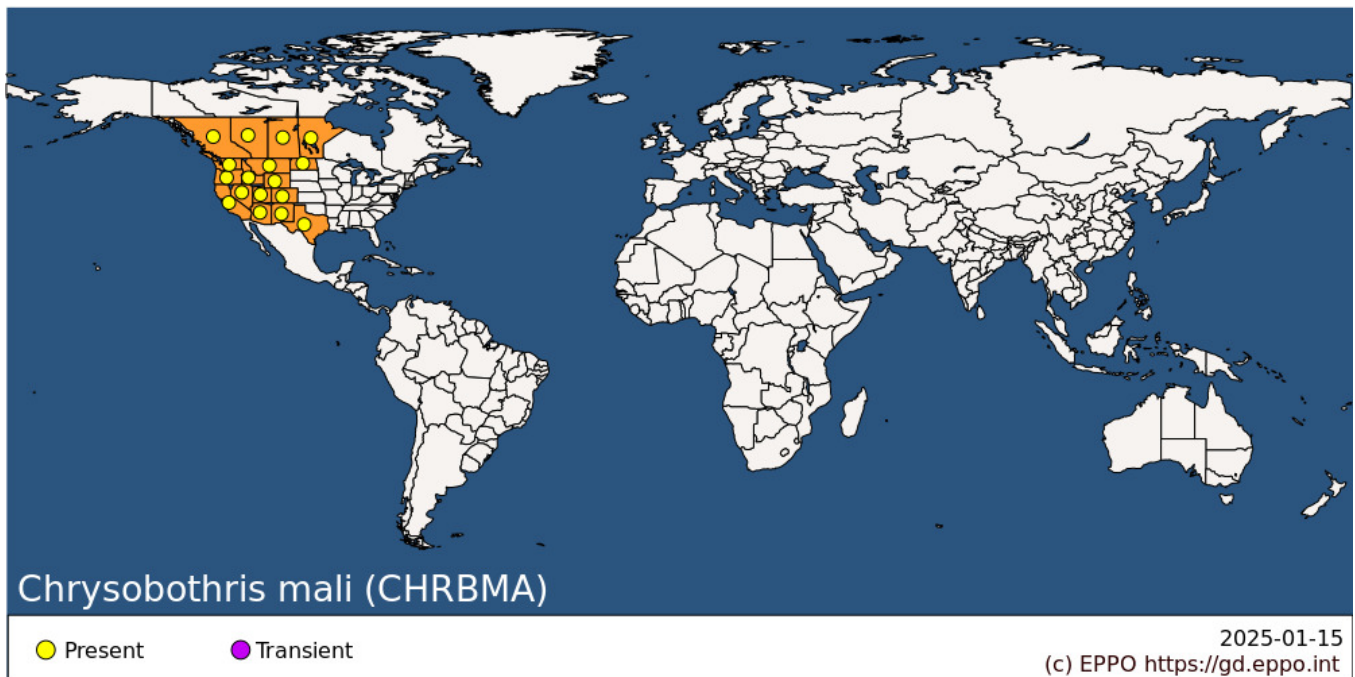 Chrysobothris mali (CHRBMA)
Present
Transient
2025-01-15
(c) EPPO https://gd.eppo.int